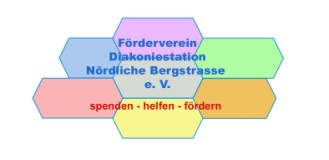 Förderverein
Diakoniestation
Nördliche Bergstrasse
e. V.
spenden - helfen - fördern